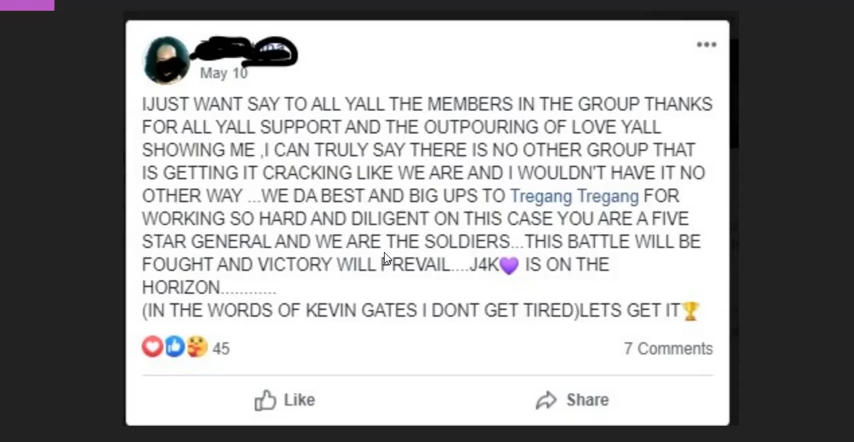 May 10
IJUST WANT SAY TO ALL YALL THE MEMBERS IN THE GROUP THANKS
FOR ALL YALL SUPPORT AND THE OUTPOURING OF LOVE YALL
SHOWING ME ,I CAN TRULY SAY THERE IS NO OTHER GROUP THAT
IS GETTING IT CRACKING LIKE WE ARE AND I WOULDN'T HAVE IT NO
OTHER WAY ...WE DA BEST AND BIG UPS TO Tregang Tregang FOR
WORKING SO HARD AND DILIGENT ON THIS CASE YOU ARE A FIVE
STAR GENERAL AND WE ARE THE SOLDIERS...THIS BATTLE WILL BE
FOUGHT AND VICTORY WILL PREVAIL....J4K💜 IS ON THE
HORIZON............
(IN THE WORDS OF KEVIN GATES I DONT GET TIRED)LETS GET IT🏆
45 7 Comments
Like Share